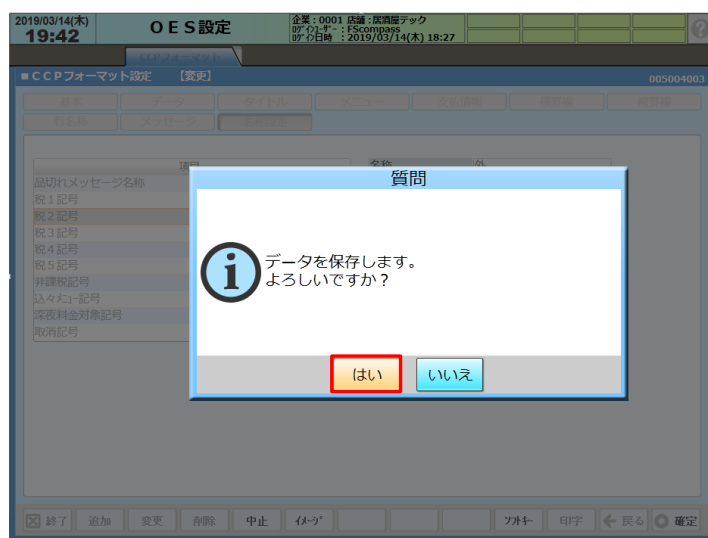 2019/03/14(木)
19:42
ＯＥＳ設定
企業：0001 店舗：居酒屋テック
ﾛｸﾞｲﾝﾕｰｻﾞｰ：FScompass
ﾛｸﾞｲﾝ日時：2019/03/14(木) 18:27
?
CCPフォーマット
■ＣＣＰフォーマット設定 【変更】
005004003
基本 データ タイトル メニュー 支払情報
行名称 メッセージ 名称設定
項目 名称 外
品切れメッセージ名称
税１記号
税２記号
税３記号
税４記号
税５記号
非課税記号
込々ﾒﾆｭｰ記号
深夜料金対象記号
取消記号
質問
データを保存します。
よろしいですか？
はい いいえ
終了 追加 変更 削除 中止 ｲﾒｰｼﾞ ｿﾌﾄｷｰ 印字 戻る 確定